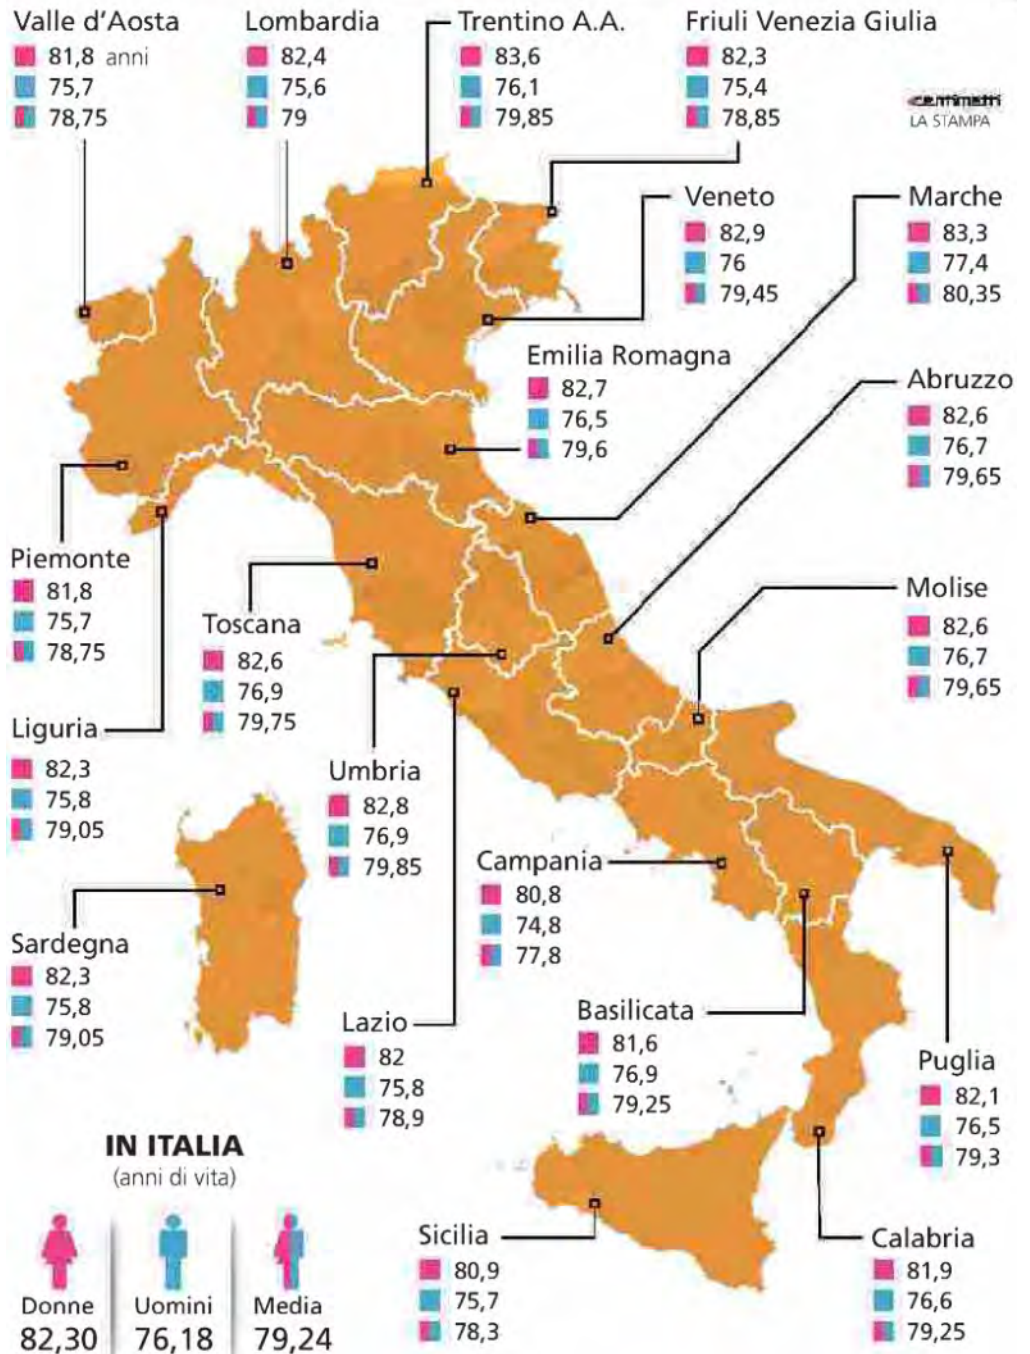 Valle d'Aosta
81,8 anni
75,7
78,75
Lombardia
82,4
75,6
79
Trentino A.A.
83,6
76,1
79,85
Friuli Venezia Giulia
82,3
75,4
78,85
centimetri
LA STAMPA
Veneto
82,9
76
79,45
Marche
83,3
77,4
80,35
Emilia Romagna
82,7
76,5
79,6
Abruzzo
82,6
76,7
79,65
Piemonte
81,8
75,7
78,75
Toscana
82,6
76,9
79,75
Molise
82,6
76,7
79,65
Liguria
82,3
75,8
79,05
Umbria
82,8
76,9
79,85
Campania
80,8
74,8
77,8
Sardegna
82,3
75,8
79,05
Lazio
82
75,8
78,9
Basilicata
81,6
76,9
79,25
Puglia
82,1
76,5
79,3
IN ITALIA
(anni di vita)
Donne
82,30
Uomini
76,18
Media
79,24
Sicilia
80,9
75,7
78,3
Calabria
81,9
76,6
79,25